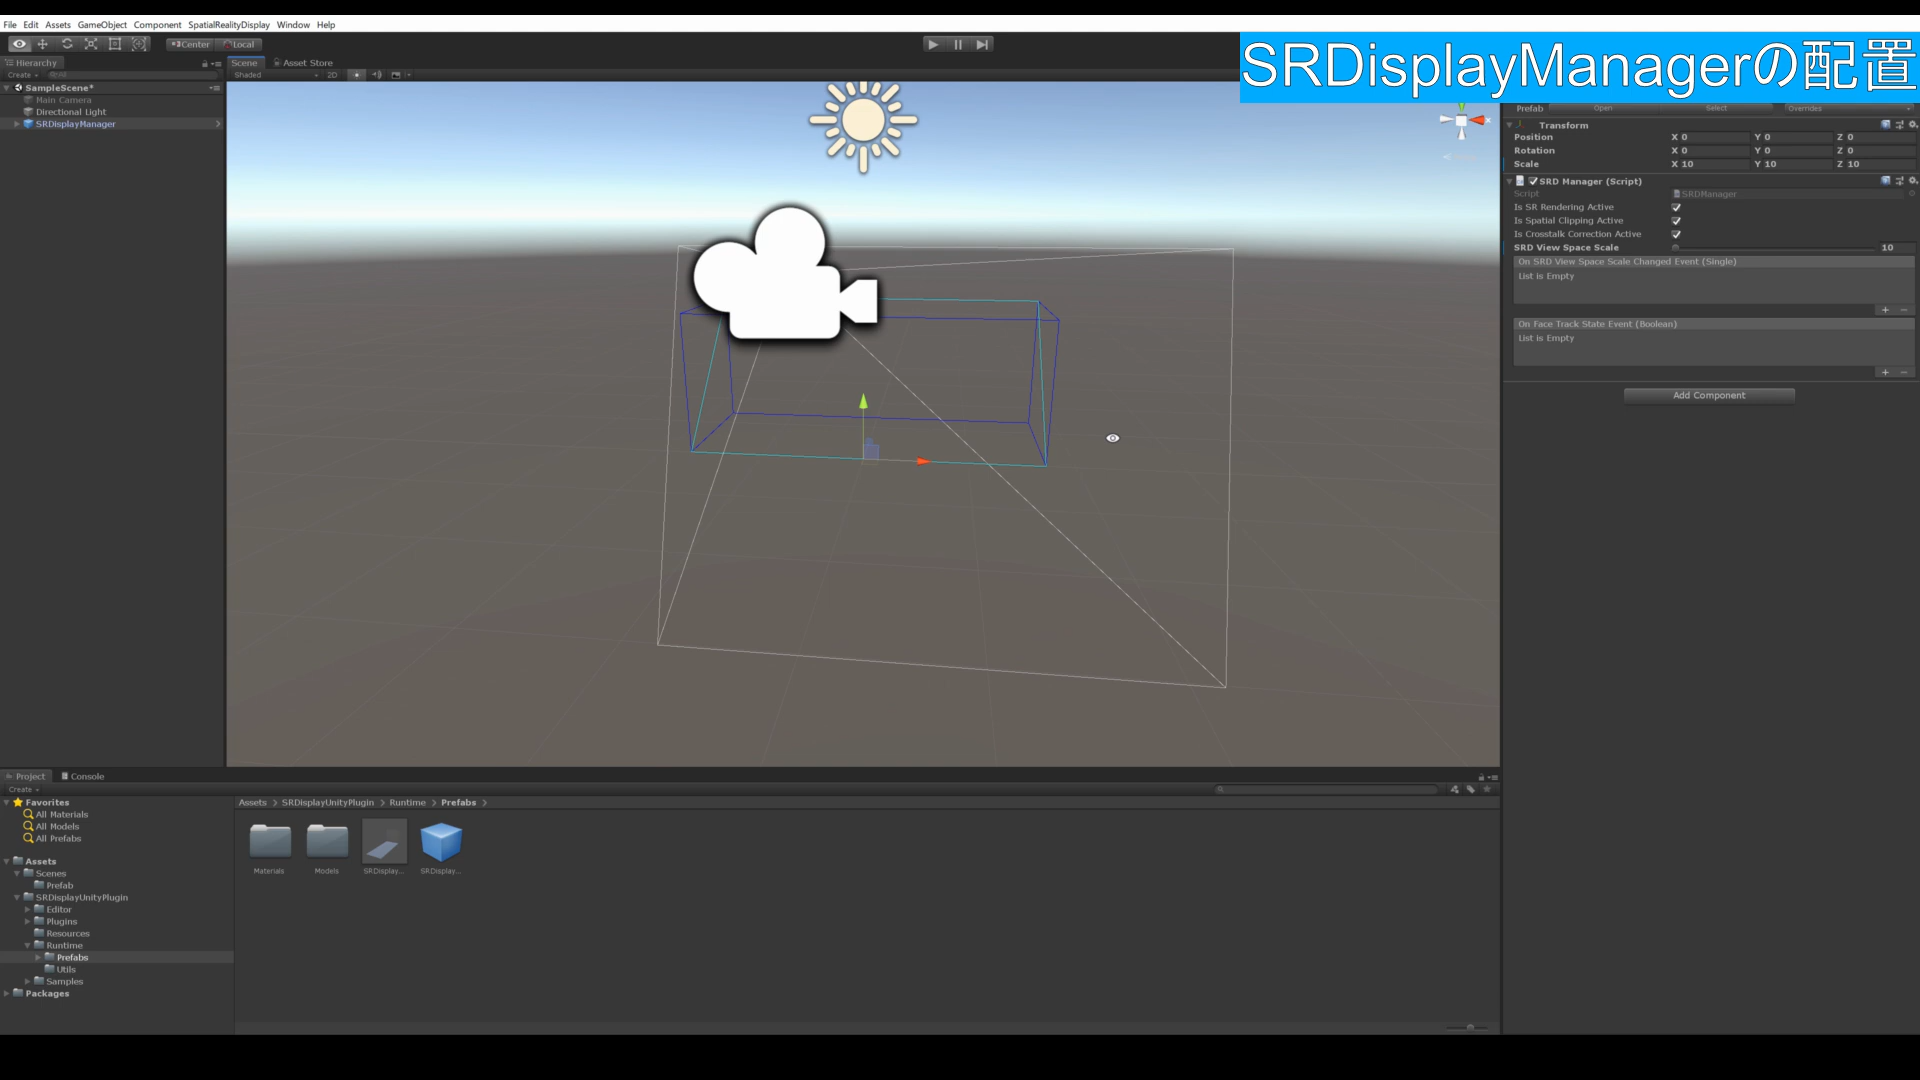 File Edit Assets GameObject Component SpatialRealityDisplay Window Help
Center Local
SRDisplayManagerの配置
Hierarchy
Create All
SampleScene*
Main Camera
Directional Light
SRDisplayManager
Scene Asset Store
Shaded 2D
Prefab Open Select Overrides
Transform
Position X 0 Y 0 Z 0
Rotation X 0 Y 0 Z 0
Scale X 10 Y 10 Z 10
SRD Manager (Script)
Script SRDManager
Is SR Rendering Active
Is Spatial Clipping Active
Is Crosstalk Correction Active
SRD View Space Scale 10
On SRD View Space Scale Changed Event (Single)
List is Empty
On Face Track State Event (Boolean)
List is Empty
Add Component
Project Console
Create
Favorites
All Materials
All Models
All Prefabs
Assets
Scenes
Prefab
SRDisplayUnityPlugin
Editor
Plugins
Resources
Runtime
Prefabs
Utils
Samples
Packages
Assets > SRDisplayUnityPlugin > Runtime > Prefabs >
Materials Models SRDisplay... SRDisplay...